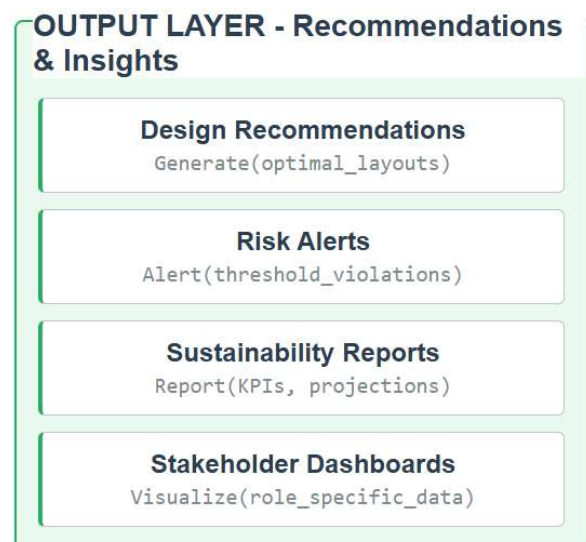 OUTPUT LAYER - Recommendations
& Insights
Design Recommendations
Generate(optimal_layouts)
Risk Alerts
Alert(threshold_violations)
Sustainability Reports
Report(KPIs, projections)
Stakeholder Dashboards
Visualize(role_specific_data)